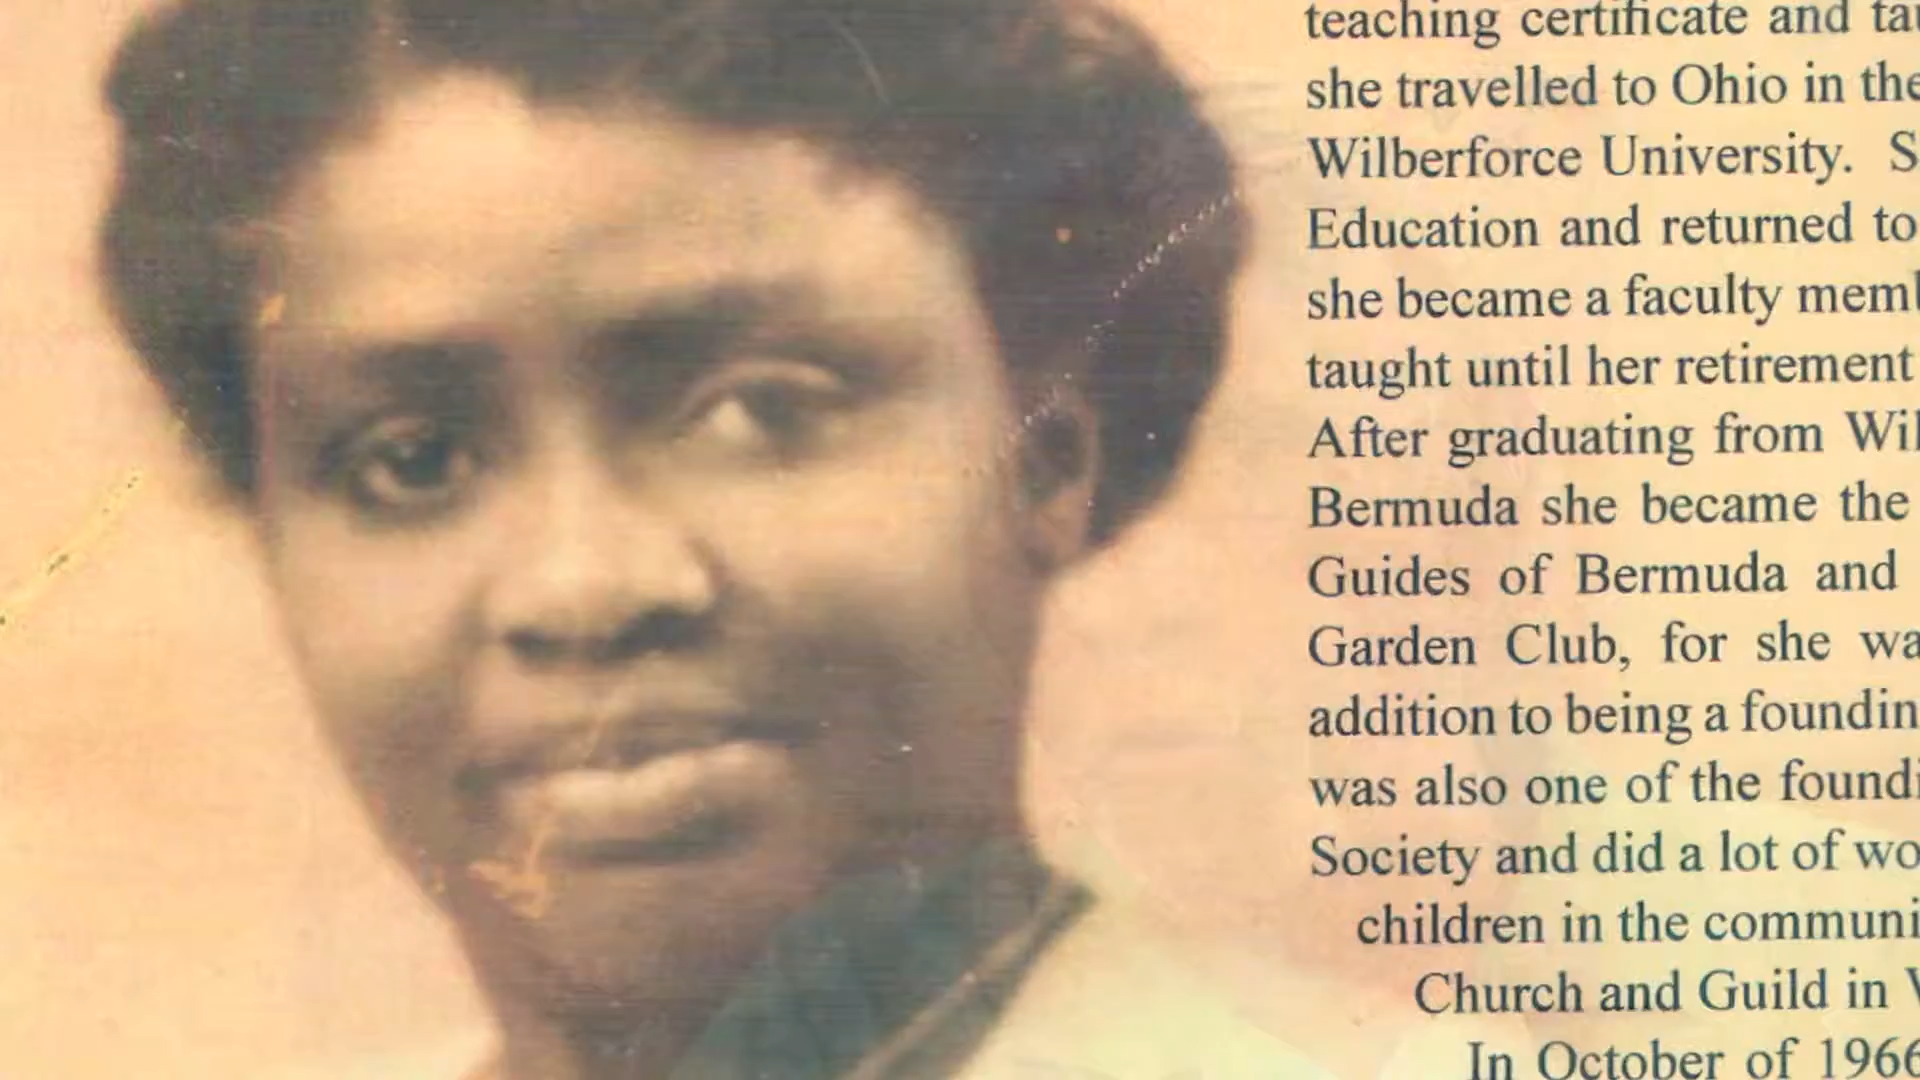 teaching certificate and
she travelled to Ohio in the
Wilberforce University.
Education and returned to
she became a faculty
taught until her retirement
After graduating from
Bermuda she became the
Guides of Bermuda and
Garden Club, for she
addition to being a
was also one of the
Society and did a lot of
children in the
Church and Guild in
In October of 1966